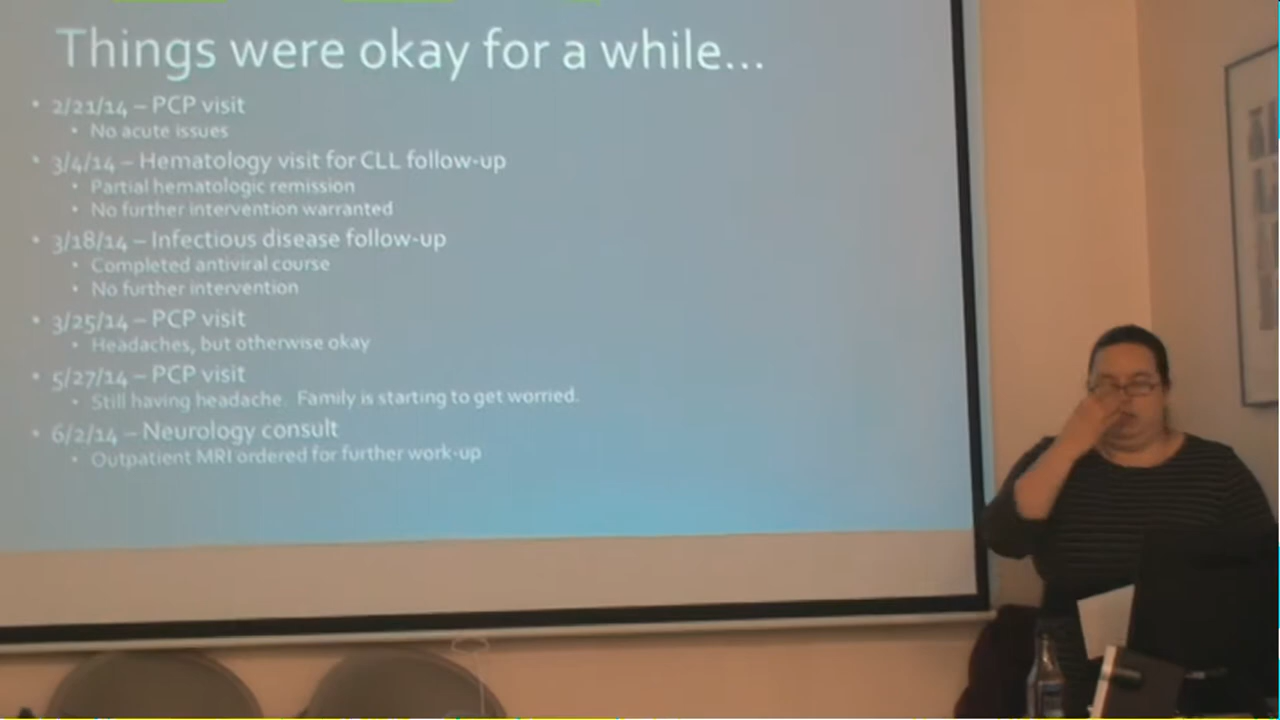 Things were okay for a while...
• 2/21/14 – PCP visit
• No acute issues
• 3/4/14 – Hematology visit for CLL follow-up
• Partial hematologic remission
• No further intervention warranted
• 3/18/14 – Infectious disease follow-up
• Completed antiviral course
• No further intervention
• 3/25/14 – PCP visit
• Headaches, but otherwise okay
• 5/27/14 – PCP visit
• Still having headache. Family is starting to get worried.
• 6/2/14 – Neurology consult
• Outpatient MRI ordered for further work-up